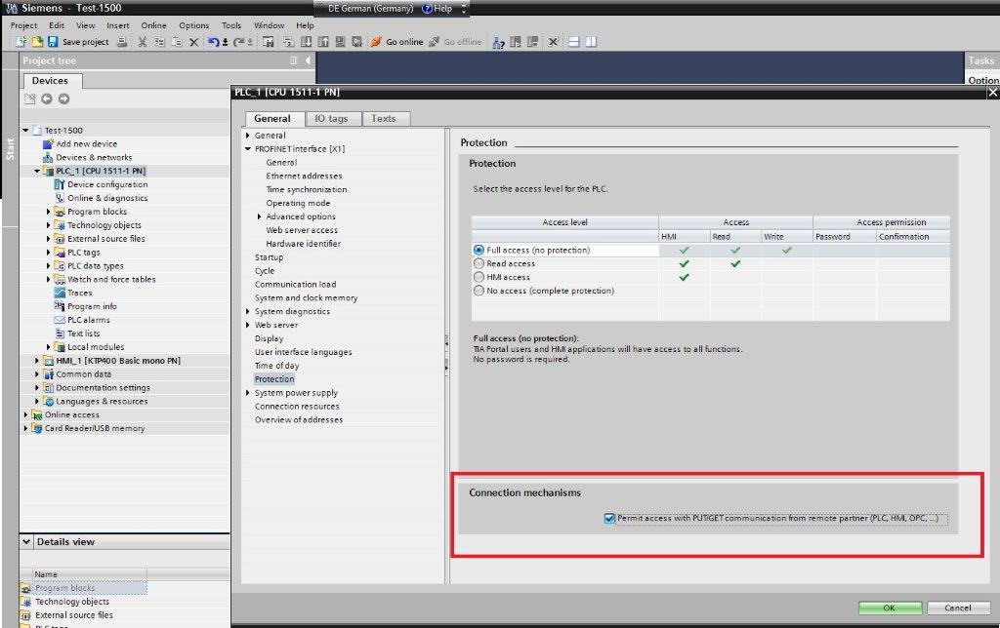 Siemens - Test-1500
DE German (Germany) Help
Project Edit View Insert Online Options Tools Window Help
Save project Go online Go offline
Project tree
Tasks
Devices
Option
Start
PLC_1 [CPU 1511-1 PN]
General IO tags Texts
Test-1500
Add new device
Devices & networks
PLC_1 [CPU 1511-1 PN]
Device configuration
Online & diagnostics
Program blocks
Technology objects
External source files
PLC tags
PLC data types
Watch and force tables
Traces
Program info
PLC alarms
Text lists
Local modules
HMI_1 [KTP400 Basic mono PN]
Common data
Documentation settings
Languages & resources
Online access
Card Reader/USB memory
Details view
Name
Program blocks
Technology objects
External source files
PLC tags
General
PROFINET interface [X1]
General
Ethernet addresses
Time synchronization
Operating mode
Advanced options
Web server access
Hardware identifier
Startup
Cycle
Communication load
System and clock memory
System diagnostics
Web server
Display
User interface languages
Time of day
Protection
System power supply
Connection resources
Overview of addresses
Protection
Protection
Select the access level for the PLC.
Access level Access Access permission
HMI Read Write Password Confirmation
Full access (no protection)
Read access
HMI access
No access (complete protection)
Full access (no protection):
TIA Portal users and HMI applications will have access to all functions.
No password is required.
Connection mechanisms
Permit access with PUT/GET communication from remote partner (PLC, HMI, OPC, ...)
OK Cancel